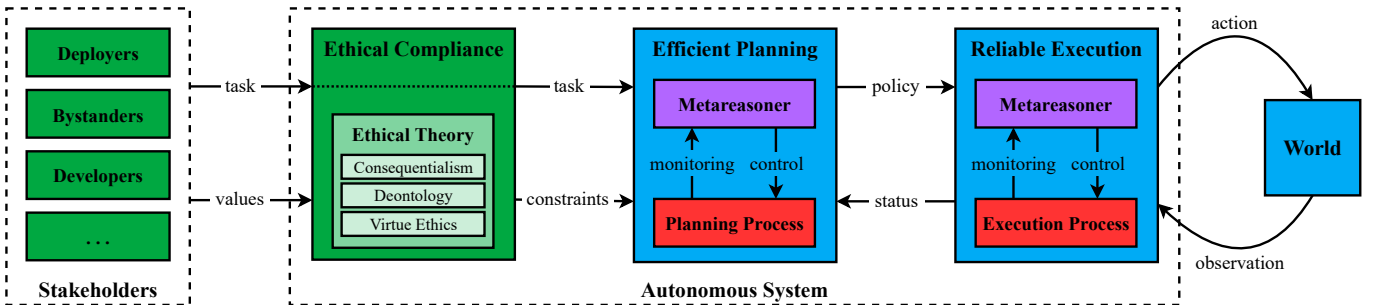 Deployers
Bystanders
Developers
...
Stakeholders
task
values
Ethical Compliance
Ethical Theory
Consequentialism
Deontology
Virtue Ethics
task
constraints
Efficient Planning
Metareasoner
monitoring
control
Planning Process
policy
status
Reliable Execution
Metareasoner
monitoring
control
Execution Process
Autonomous System
action
World
observation